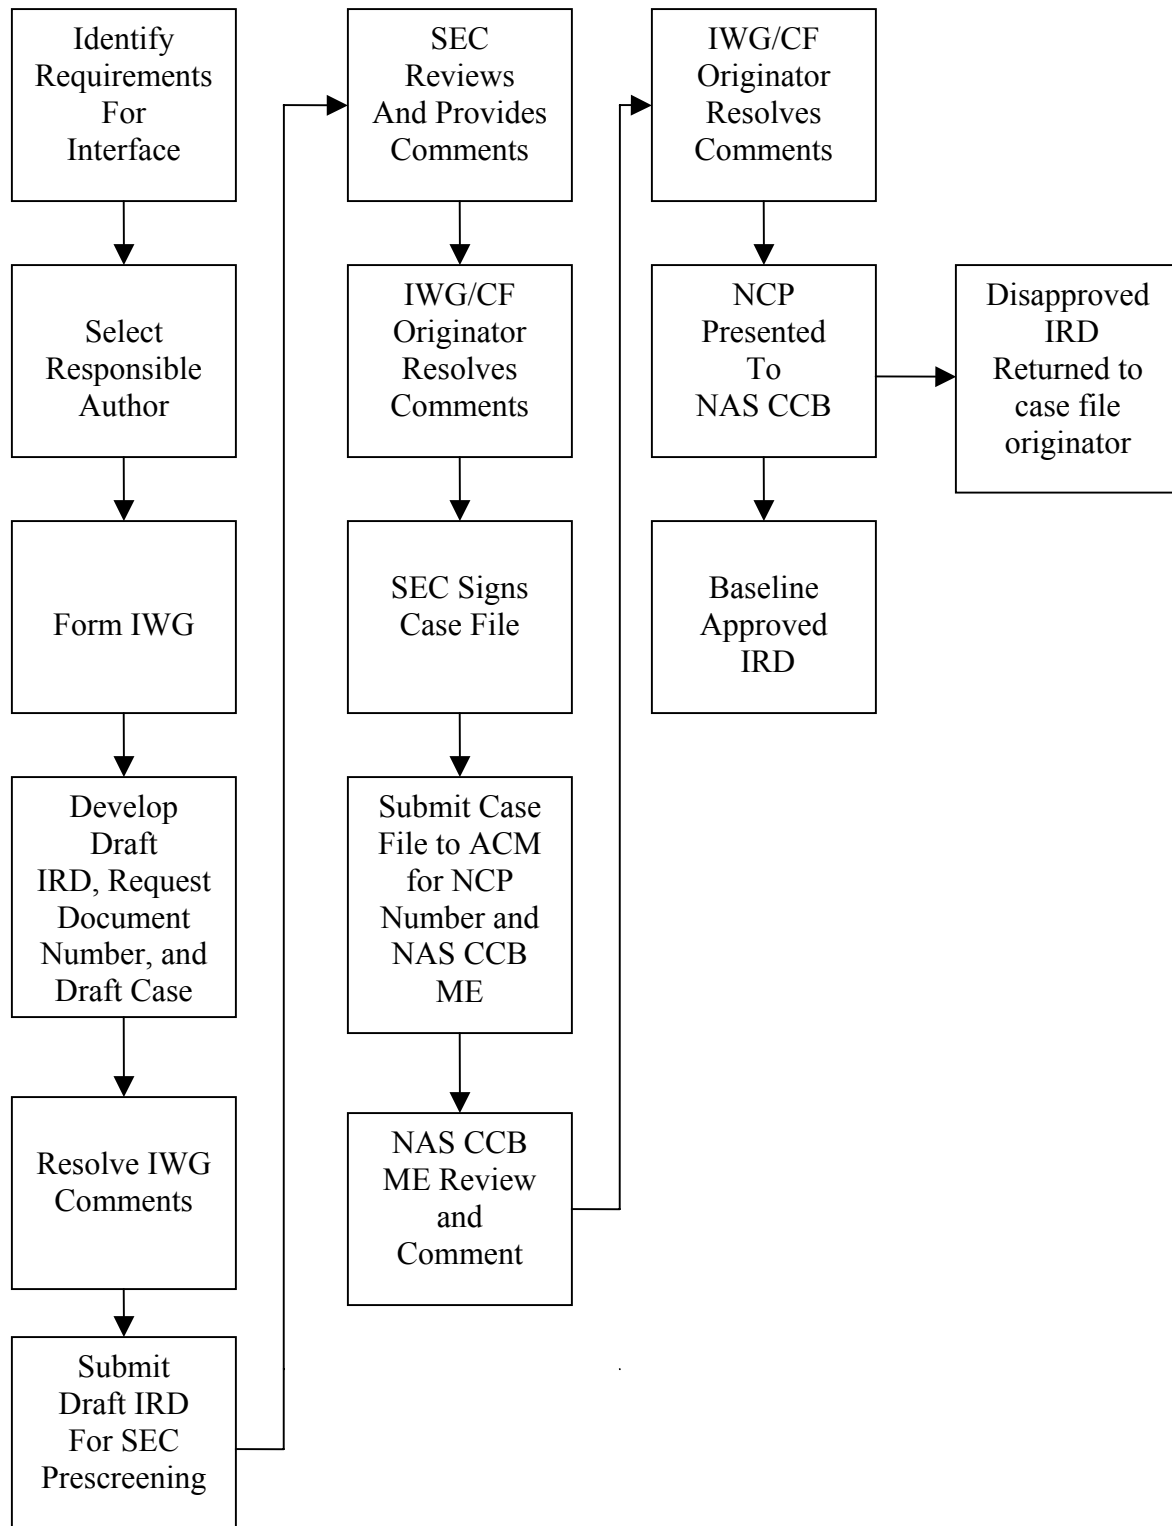 Identify
Requirements
For
Interface
Select
Responsible
Author
Form IWG
Develop
Draft
IRD, Request
Document
Number, and
Draft Case
Resolve IWG
Comments
Submit
Draft IRD
For SEC
Prescreening
SEC
Reviews
And Provides
Comments
IWG/CF
Originator
Resolves
Comments
SEC Signs
Case File
Submit Case
File to ACM
for NCP
Number and
NAS CCB
ME
NAS CCB
ME Review
and
Comment
IWG/CF
Originator
Resolves
Comments
NCP
Presented
To
NAS CCB
Baseline
Approved
IRD
Disapproved
IRD
Returned to
case file
originator